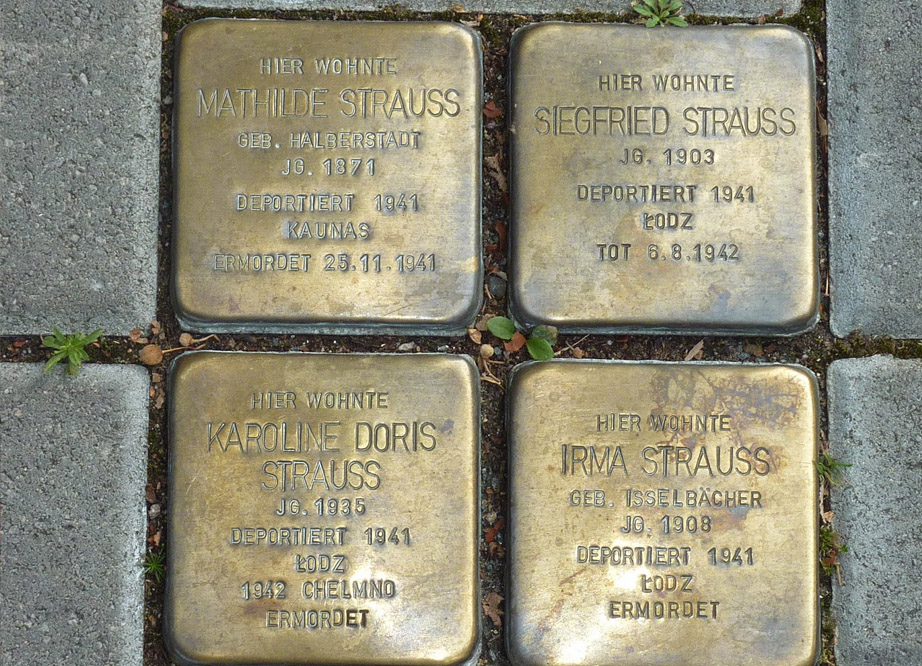 HIER WOHNTE
MATHILDE STRAUSS
GEB. HALBERSTADT
JG. 1871
DEPORTIERT 1941
KAUNAS
ERMORDET 25.11.1941
HIER WOHNTE
SIEGFRIED STRAUSS
JG. 1903
DEPORTIERT 1941
ŁODZ
TOT 6.8.1942
HIER WOHNTE
KAROLINE DORIS
STRAUSS
JG. 1935
DEPORTIERT 1941
ŁODZ
1942 CHELMNO
ERMORDET
HIER WOHNTE
IRMA STRAUSS
GEB. ISSELBÄCHER
JG. 1908
DEPORTIERT 1941
ŁODZ
ERMORDET